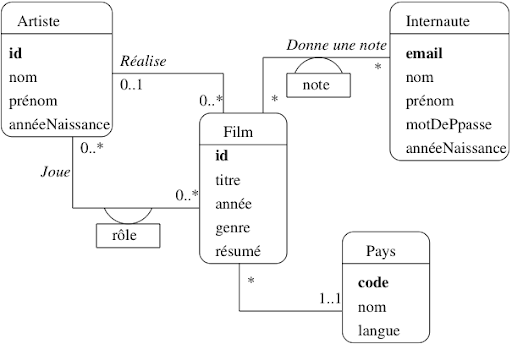 Artiste
id
nom
prénom
annéeNaissance
Réalise
0..1
0..*
Donne une note
*
*
note
Internaute
email
nom
prénom
motDePpasse
annéeNaissance
0..*
Joue
0..*
rôle
Film
id
titre
année
genre
résumé
*
1..1
Pays
code
nom
langue